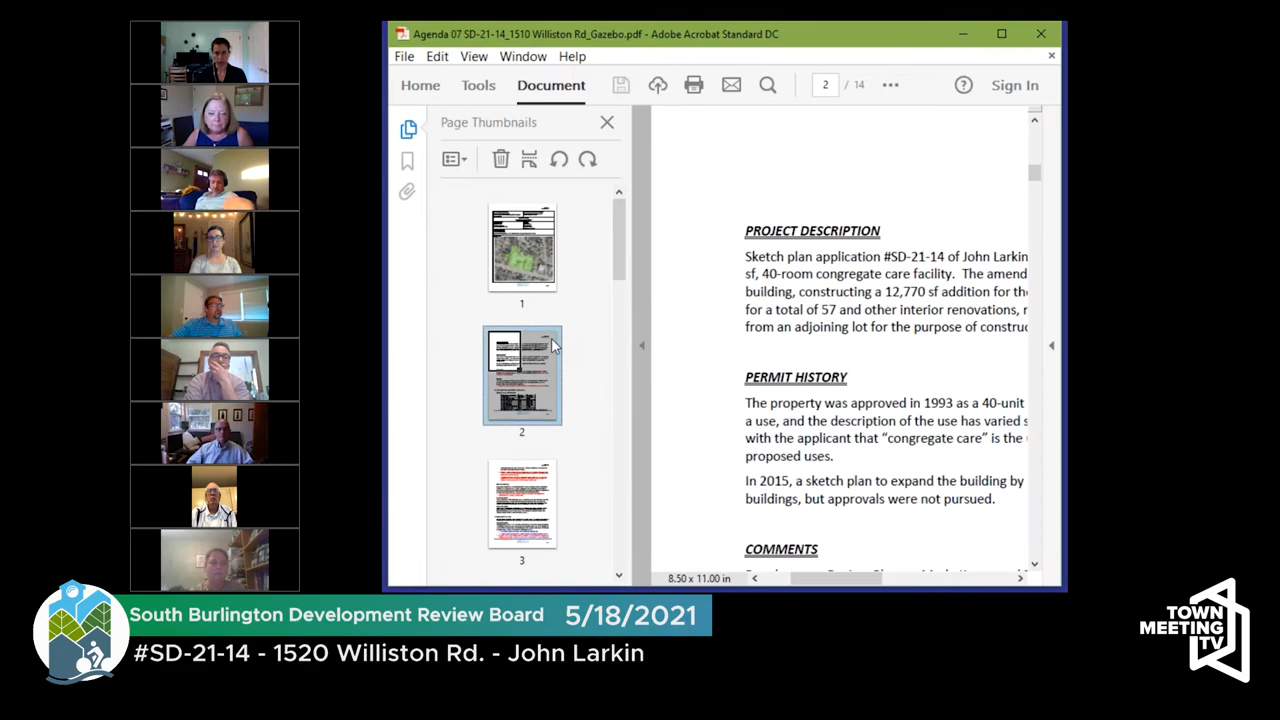 Agenda 07 SD-21-14_1510 Williston Rd_Gazebo.pdf - Adobe Acrobat Standard DC
File Edit View Window Help
Home Tools Document 2 / 14 Sign In
Page Thumbnails
1
2
3
PROJECT DESCRIPTION
Sketch plan application #SD-21-14 of John Larkin
sf, 40-room congregate care facility. The amend
building, constructing a 12,770 sf addition for the
for a total of 57 and other interior renovations, r
from an adjoining lot for the purpose of construc
PERMIT HISTORY
The property was approved in 1993 as a 40-unit
a use, and the description of the use has varied s
with the applicant that “congregate care” is the
proposed uses.
In 2015, a sketch plan to expand the building by
buildings, but approvals were not pursued.
COMMENTS
8.50 x 11.00 in
South Burlington Development Review Board 5/18/2021
#SD-21-14 - 1520 Williston Rd. - John Larkin
TOWN
MEETING
TV